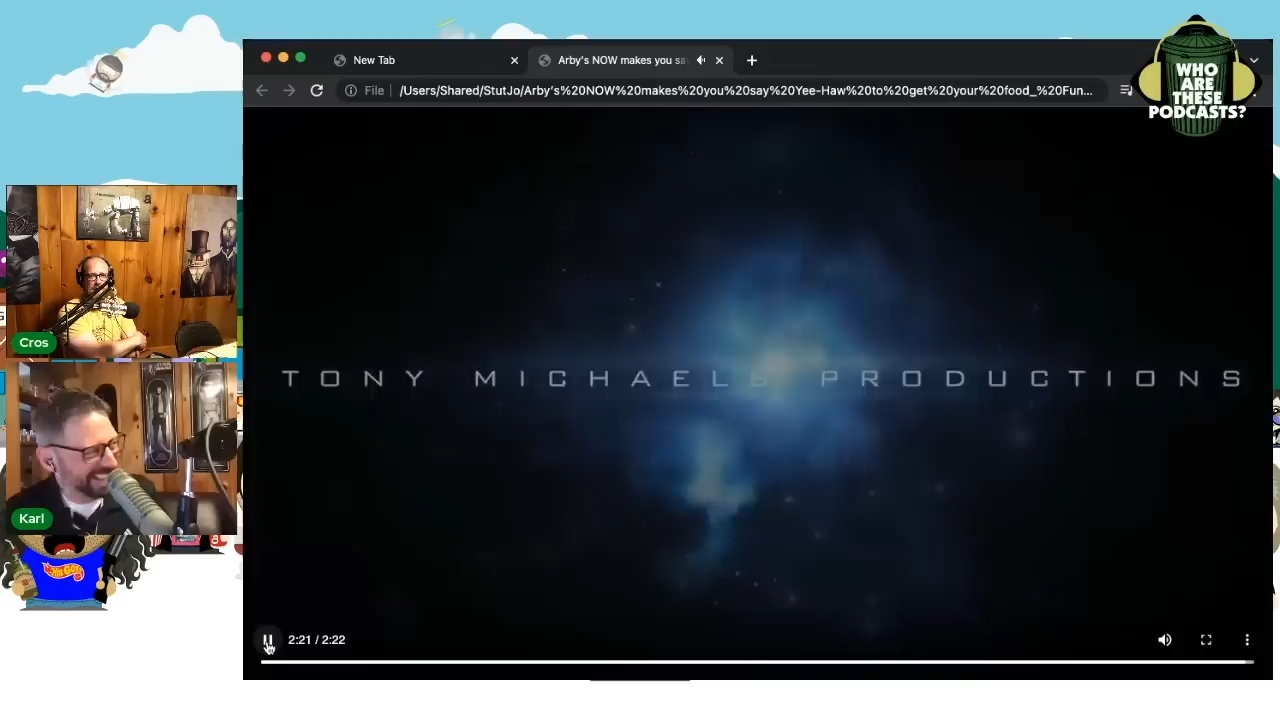 New Tab
Arby's NOW makes you sa
File
/Users/Shared/StutJo/Arby's%20NOW%20makes%20you%20say%20Yee-Haw%20to%20get%20your%20food_%20Fun...
WHO
ARE
THESE
PODCASTS?
Cros
TONY MICHAELS PRODUCTIONS
Karl
2:21 / 2:22